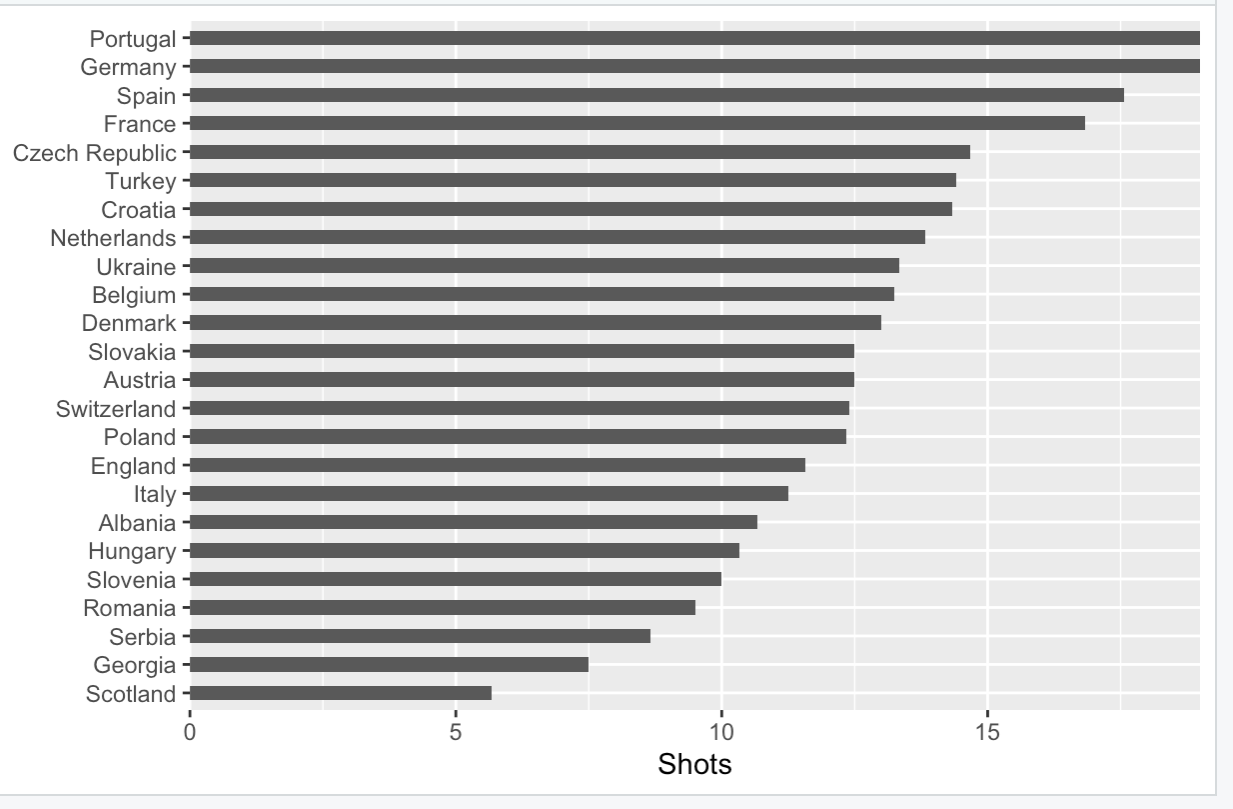 Portugal
Germany
Spain
France
Czech Republic
Turkey
Croatia
Netherlands
Ukraine
Belgium
Denmark
Slovakia
Austria
Switzerland
Poland
England
Italy
Albania
Hungary
Slovenia
Romania
Serbia
Georgia
Scotland
0 5 10 15
Shots